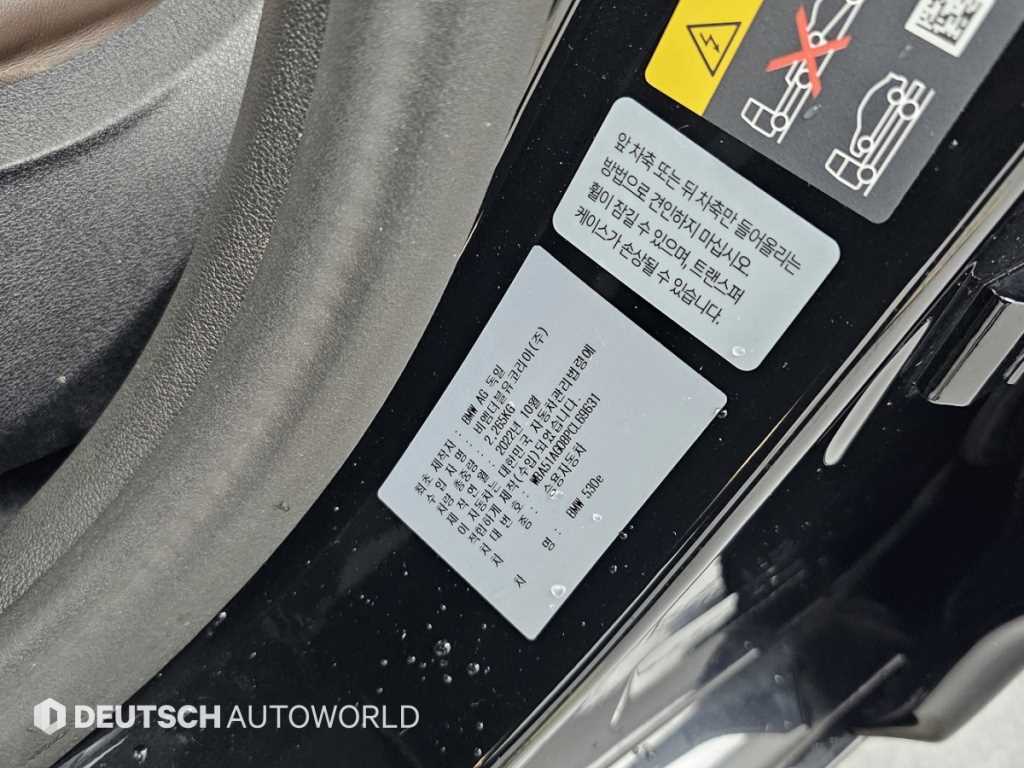 앞 차축 또는 뒤 차축만 들어올리는
방법으로 견인하지 마십시오
휠이 잠길 수 있으며, 트랜스퍼
케이스가 손상될 수 있습니다.
최초 제작자 : BMW AG 독일
수 입 자 명 : 비엠더블유코리아(주)
차량 총중량 : 2,265KG
제 작 연 월 : 2022년 10월
이 자동차는 대한민국 자동차관리법령에
적합하게 제작(수입)되었습니다.
차 대 번 호 : WBA51AG08PCL69631
차 종 : 승용자동차
차 명 : BMW 530e
DEUTSCH AUTOWORLD